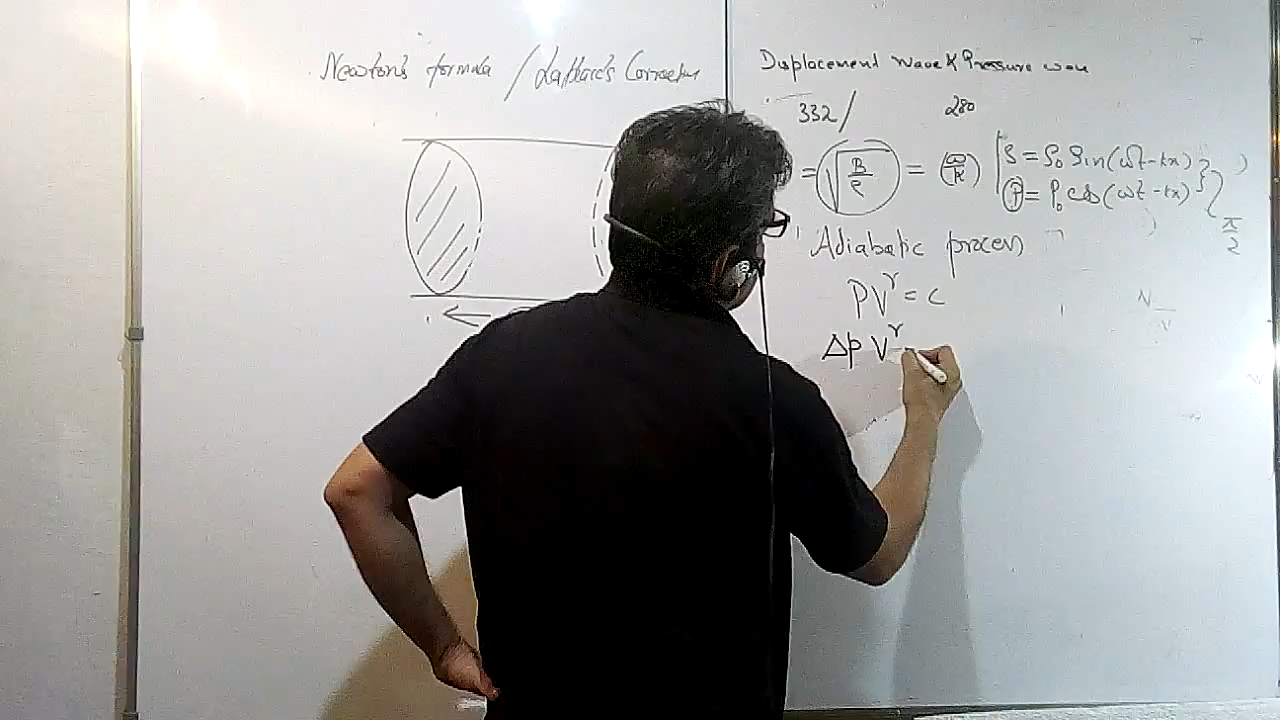 Newton's formula / Laplace's Correction
Displacement wave & Pressure wave
332 / 280
= √(B/ρ) = (ω/k) S = S₀ Sin(ωt-kx)
P = P₀ cos(ωt-kx)
π/2
Adiabatic process
PV^γ = C
ΔP V^γ